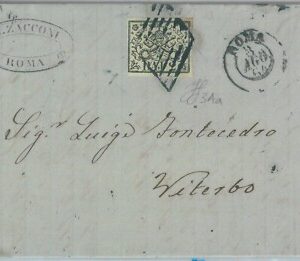 ZACCONI
ROMA
ROMA
AGO
Sig.r Luigi Fontecedro
Viterbo